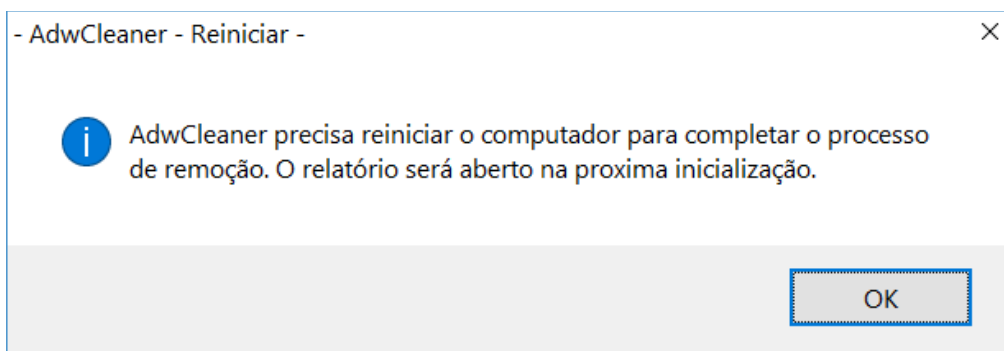 - AdwCleaner - Reiniciar -
AdwCleaner precisa reiniciar o computador para completar o processo
de remoção. O relatório será aberto na proxima inicialização.
OK